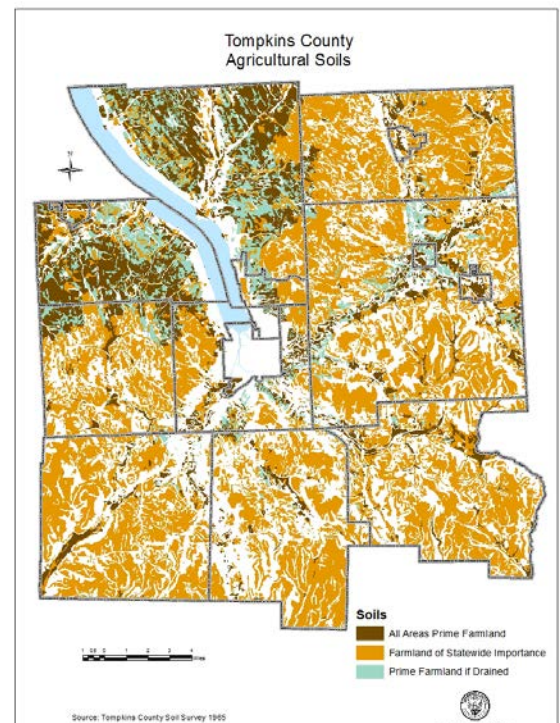 Tompkins County
Agricultural Soils
N
Soils
All Areas Prime Farmland
Farmland of Statewide Importance
Prime Farmland if Drained
Source: Tompkins County Soil Survey 1965